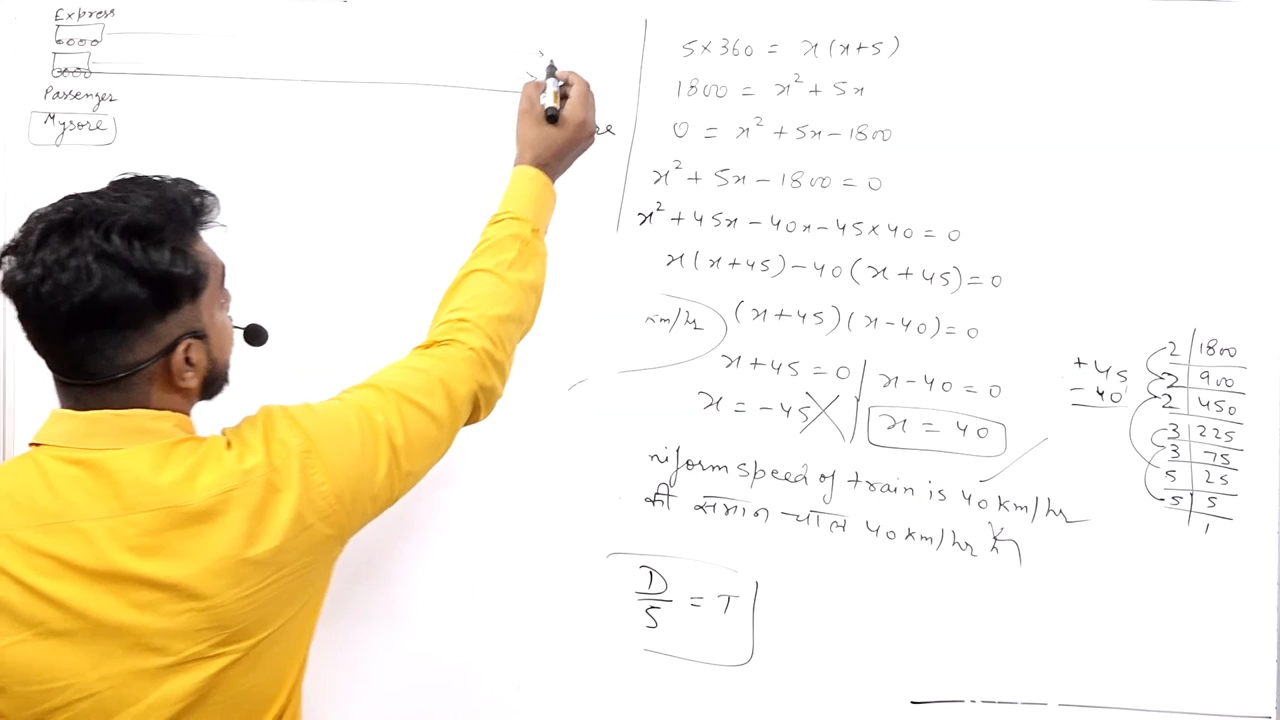 Express
Passenger
Mysore
re
5×360 = x(x+5)
1800 = x² + 5x
0 = x² + 5x - 1800
x² + 5x - 1800 = 0
x² + 45x - 40x - 45×40 = 0
x(x+45) - 40(x+45) = 0
km/hr
(x+45)(x-40) = 0
x+45 = 0
x = -45
x-40 = 0
x = 40
niform speed of train is 40 km/hr
की समान चाल 40 km/hr है
D/S = T
+45
-40
2 | 1800
2 | 900
2 | 450
3 | 225
3 | 75
5 | 25
5 | 5
1